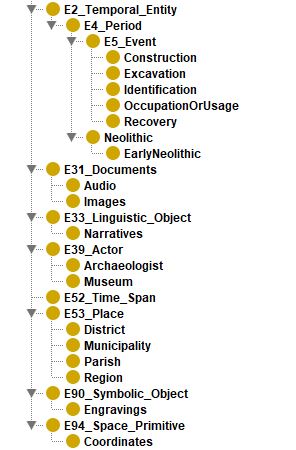 E2_Temporal_Entity
E4_Period
E5_Event
Construction
Excavation
Identification
OccupationOrUsage
Recovery
Neolithic
EarlyNeolithic
E31_Documents
Audio
Images
E33_Linguistic_Object
Narratives
E39_Actor
Archaeologist
Museum
E52_Time_Span
E53_Place
District
Municipality
Parish
Region
E90_Symbolic_Object
Engravings
E94_Space_Primitive
Coordinates